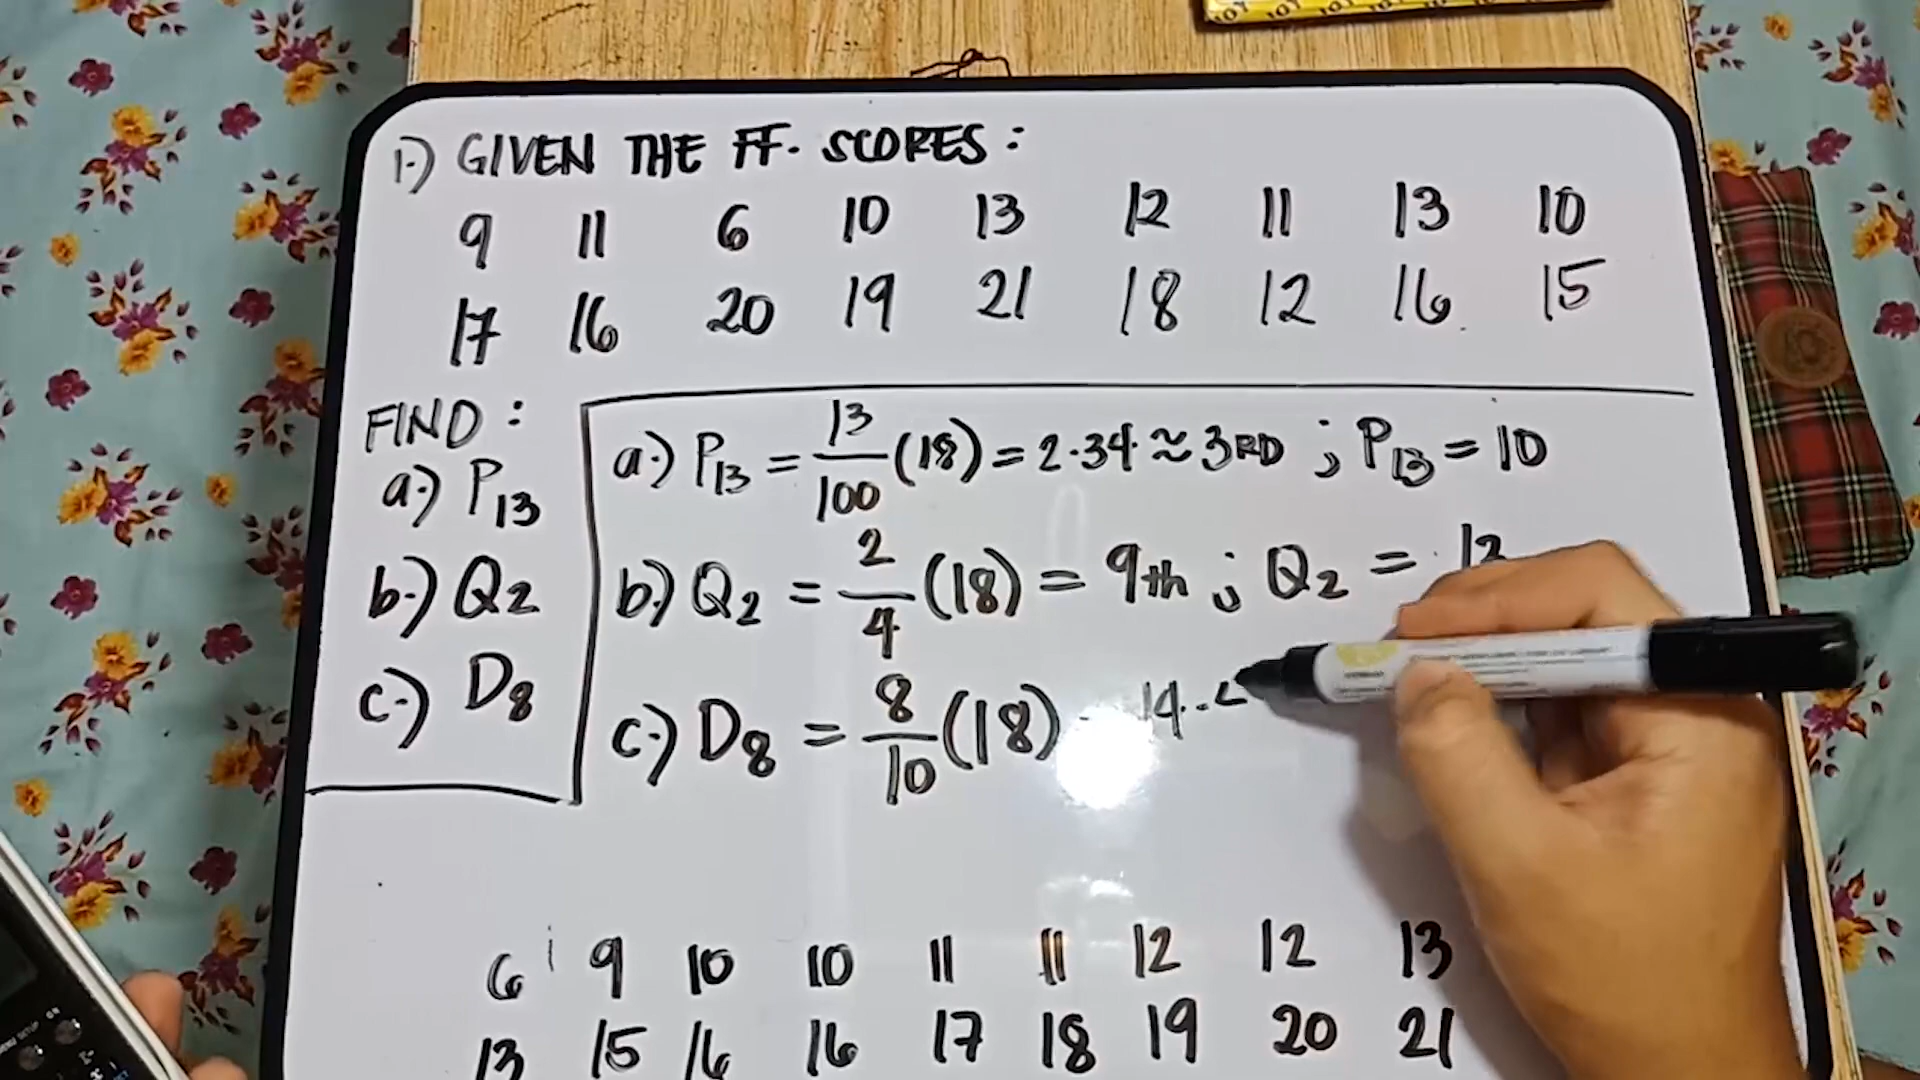 1.) GIVEN THE FF. SCORES :
9 11 6 10 13 12 11 13 10
17 16 20 19 21 18 12 16 15
FIND :
a.) P13
b.) Q2
c.) D8
a.) P13 = 13/100 (18) = 2.34 ≈ 3RD ; P13 = 10
b.) Q2 = 2/4 (18) = 9th ; Q2 =
c.) D8 = 8/10 (18) 14.
6 9 10 10 11 11 12 12 13
13 15 16 16 17 18 19 20 21